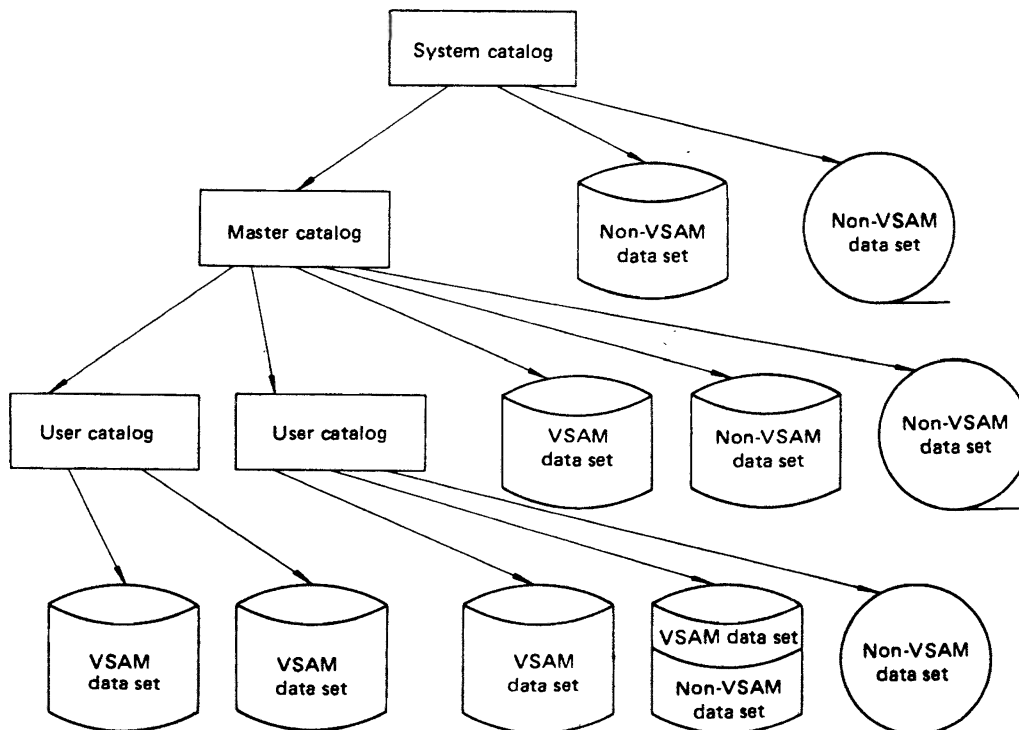 System catalog
Master catalog
Non-VSAM
data set
Non-VSAM
data set
User catalog
User catalog
VSAM
data set
Non-VSAM
data set
Non-VSAM
data set
VSAM
data set
VSAM
data set
VSAM
data set
VSAM data set
Non-VSAM
data set
Non-VSAM
data set